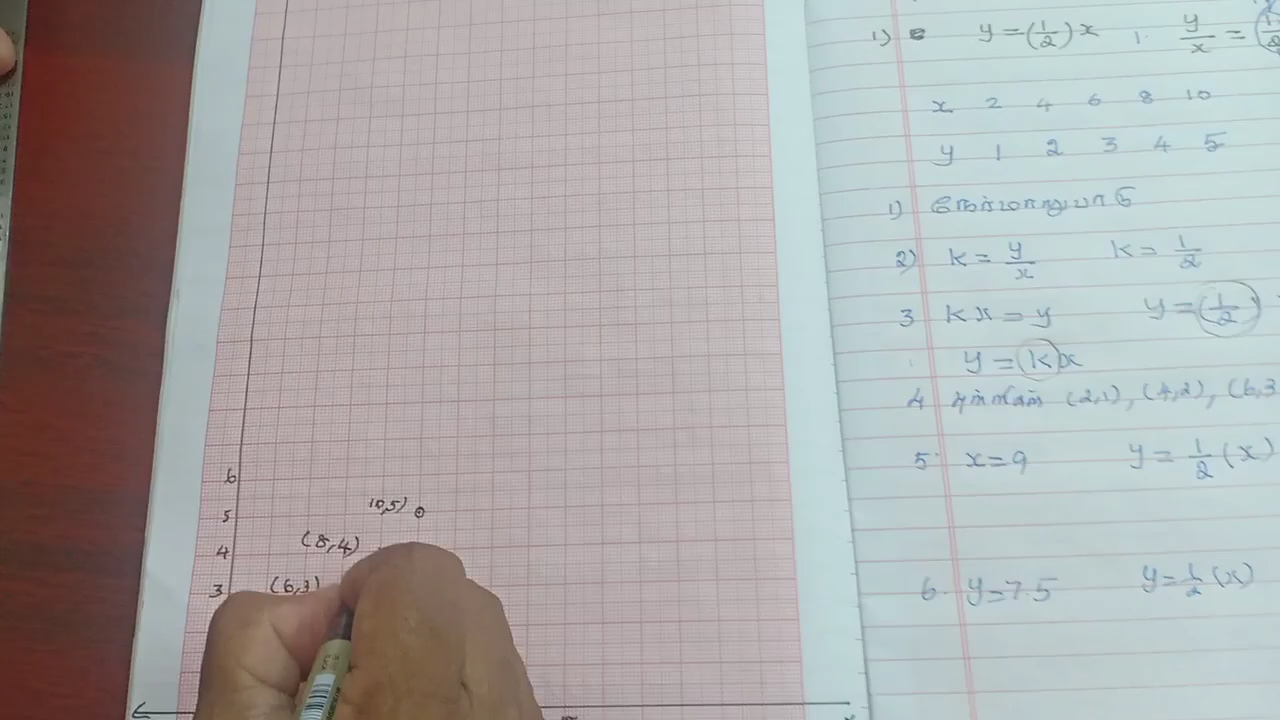 1) y = (1/2) x 1. y/x = (1/2
x 2 4 6 8 10
y 1 2 3 4 5
1)
2) k = y/x k = 1/2
3 kx = y y = (1/2)
y = (k)x
4 (2,1), (4,2), (6,3
5. x = 9 y = 1/2 (x)
6. y = 7.5 y = 1/2 (x)
6
5 10,5)
4 (8,4)
3 (6,3)